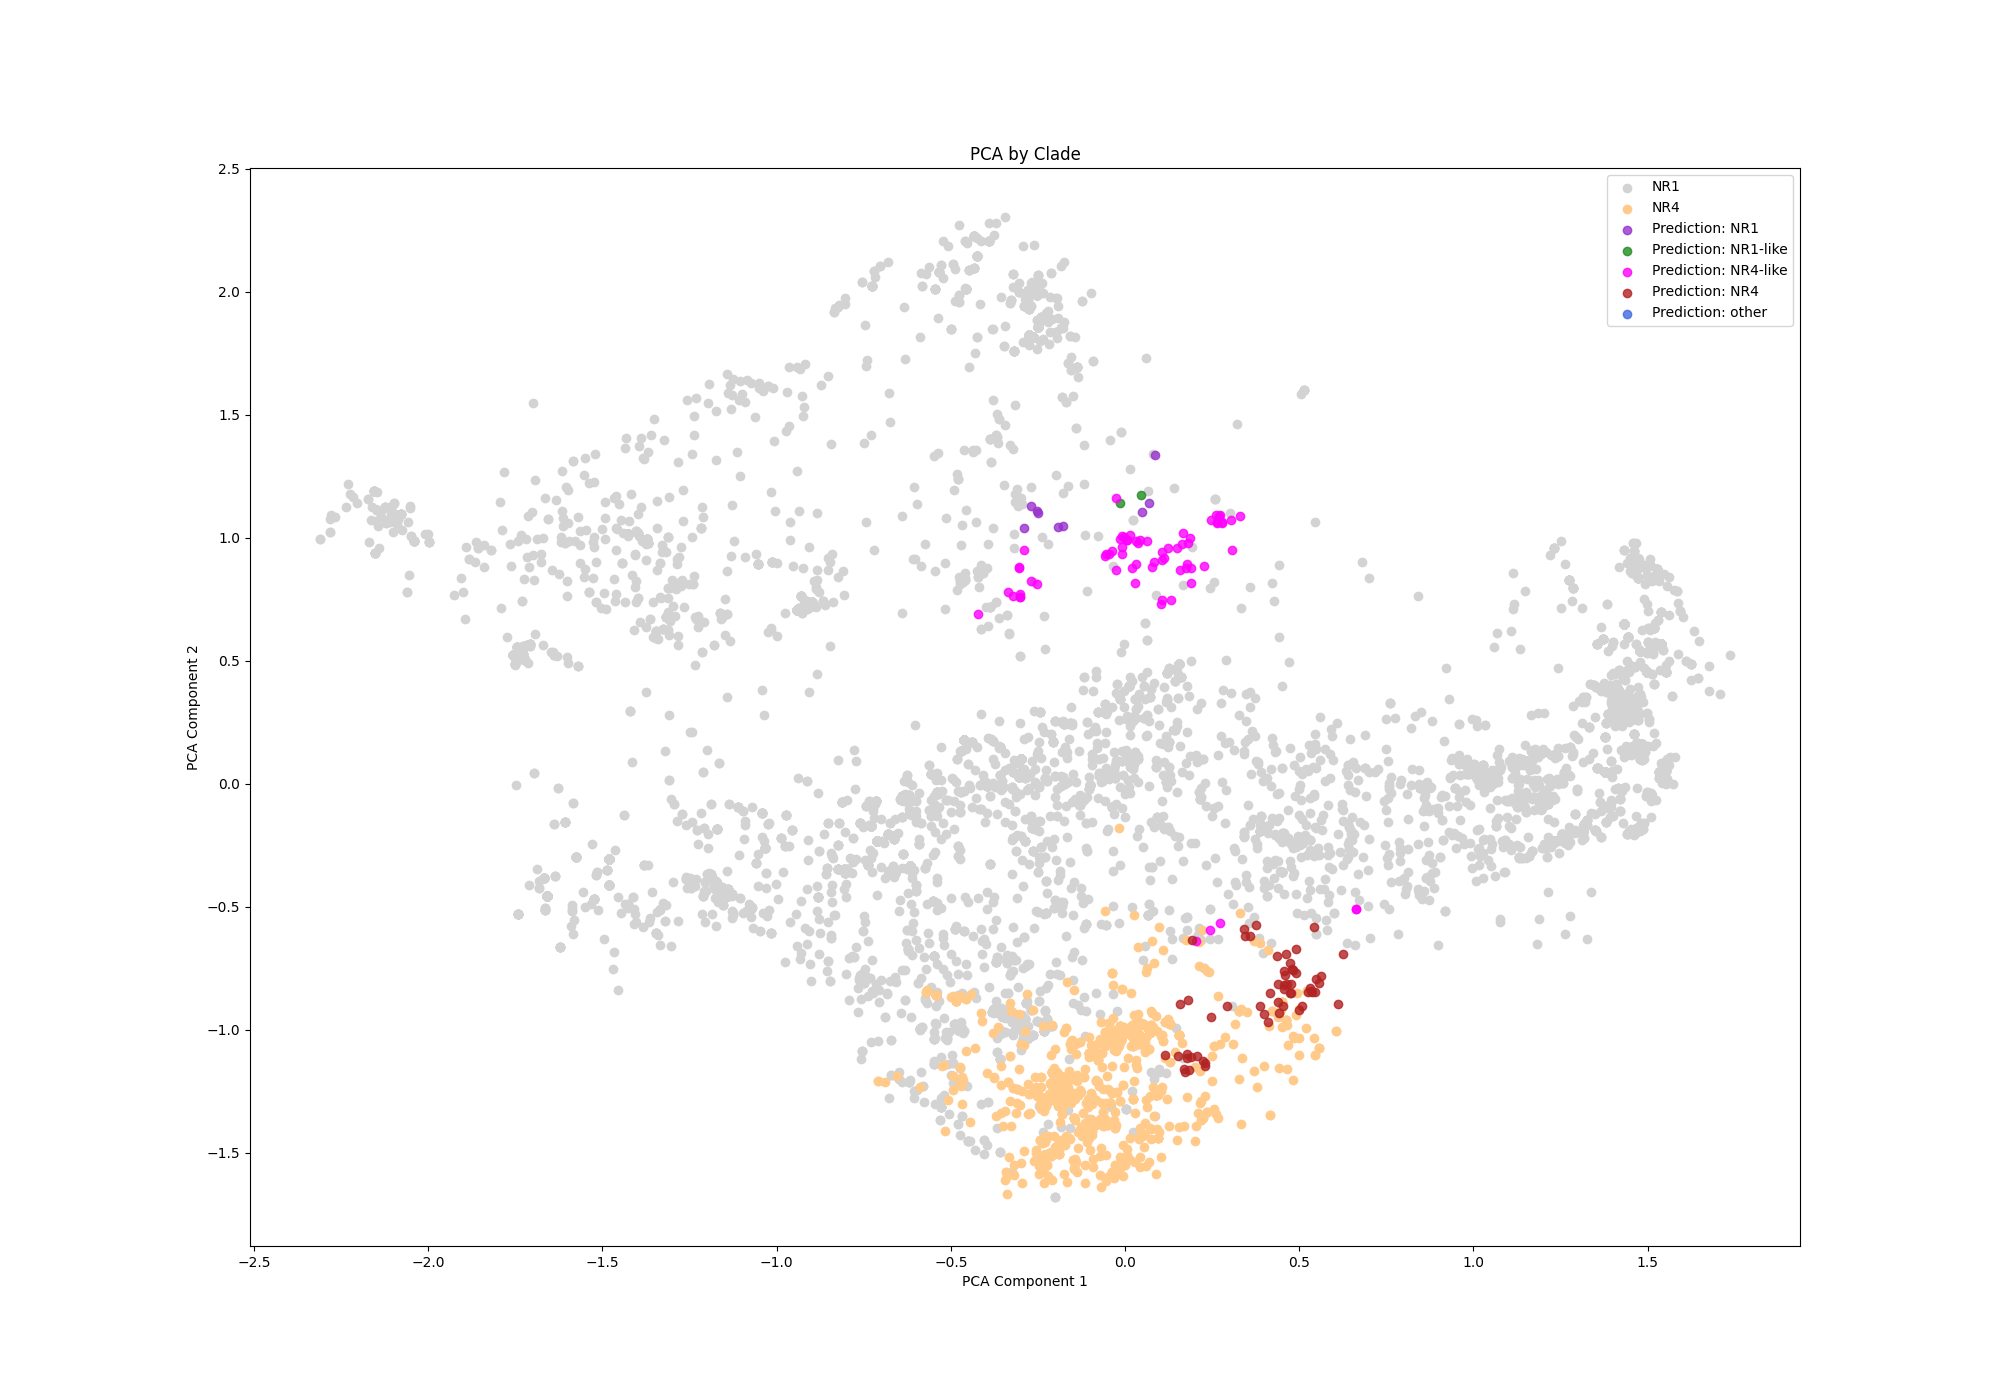 PCA by Clade
NR1
NR4
Prediction: NR1
Prediction: NR1-like
Prediction: NR4-like
Prediction: NR4
Prediction: other
PCA Component 2
2.5
2.0
1.5
1.0
0.5
0.0
−0.5
−1.0
−1.5
−2.5
−2.0
−1.5
−1.0
−0.5
0.0
0.5
1.0
1.5
PCA Component 1